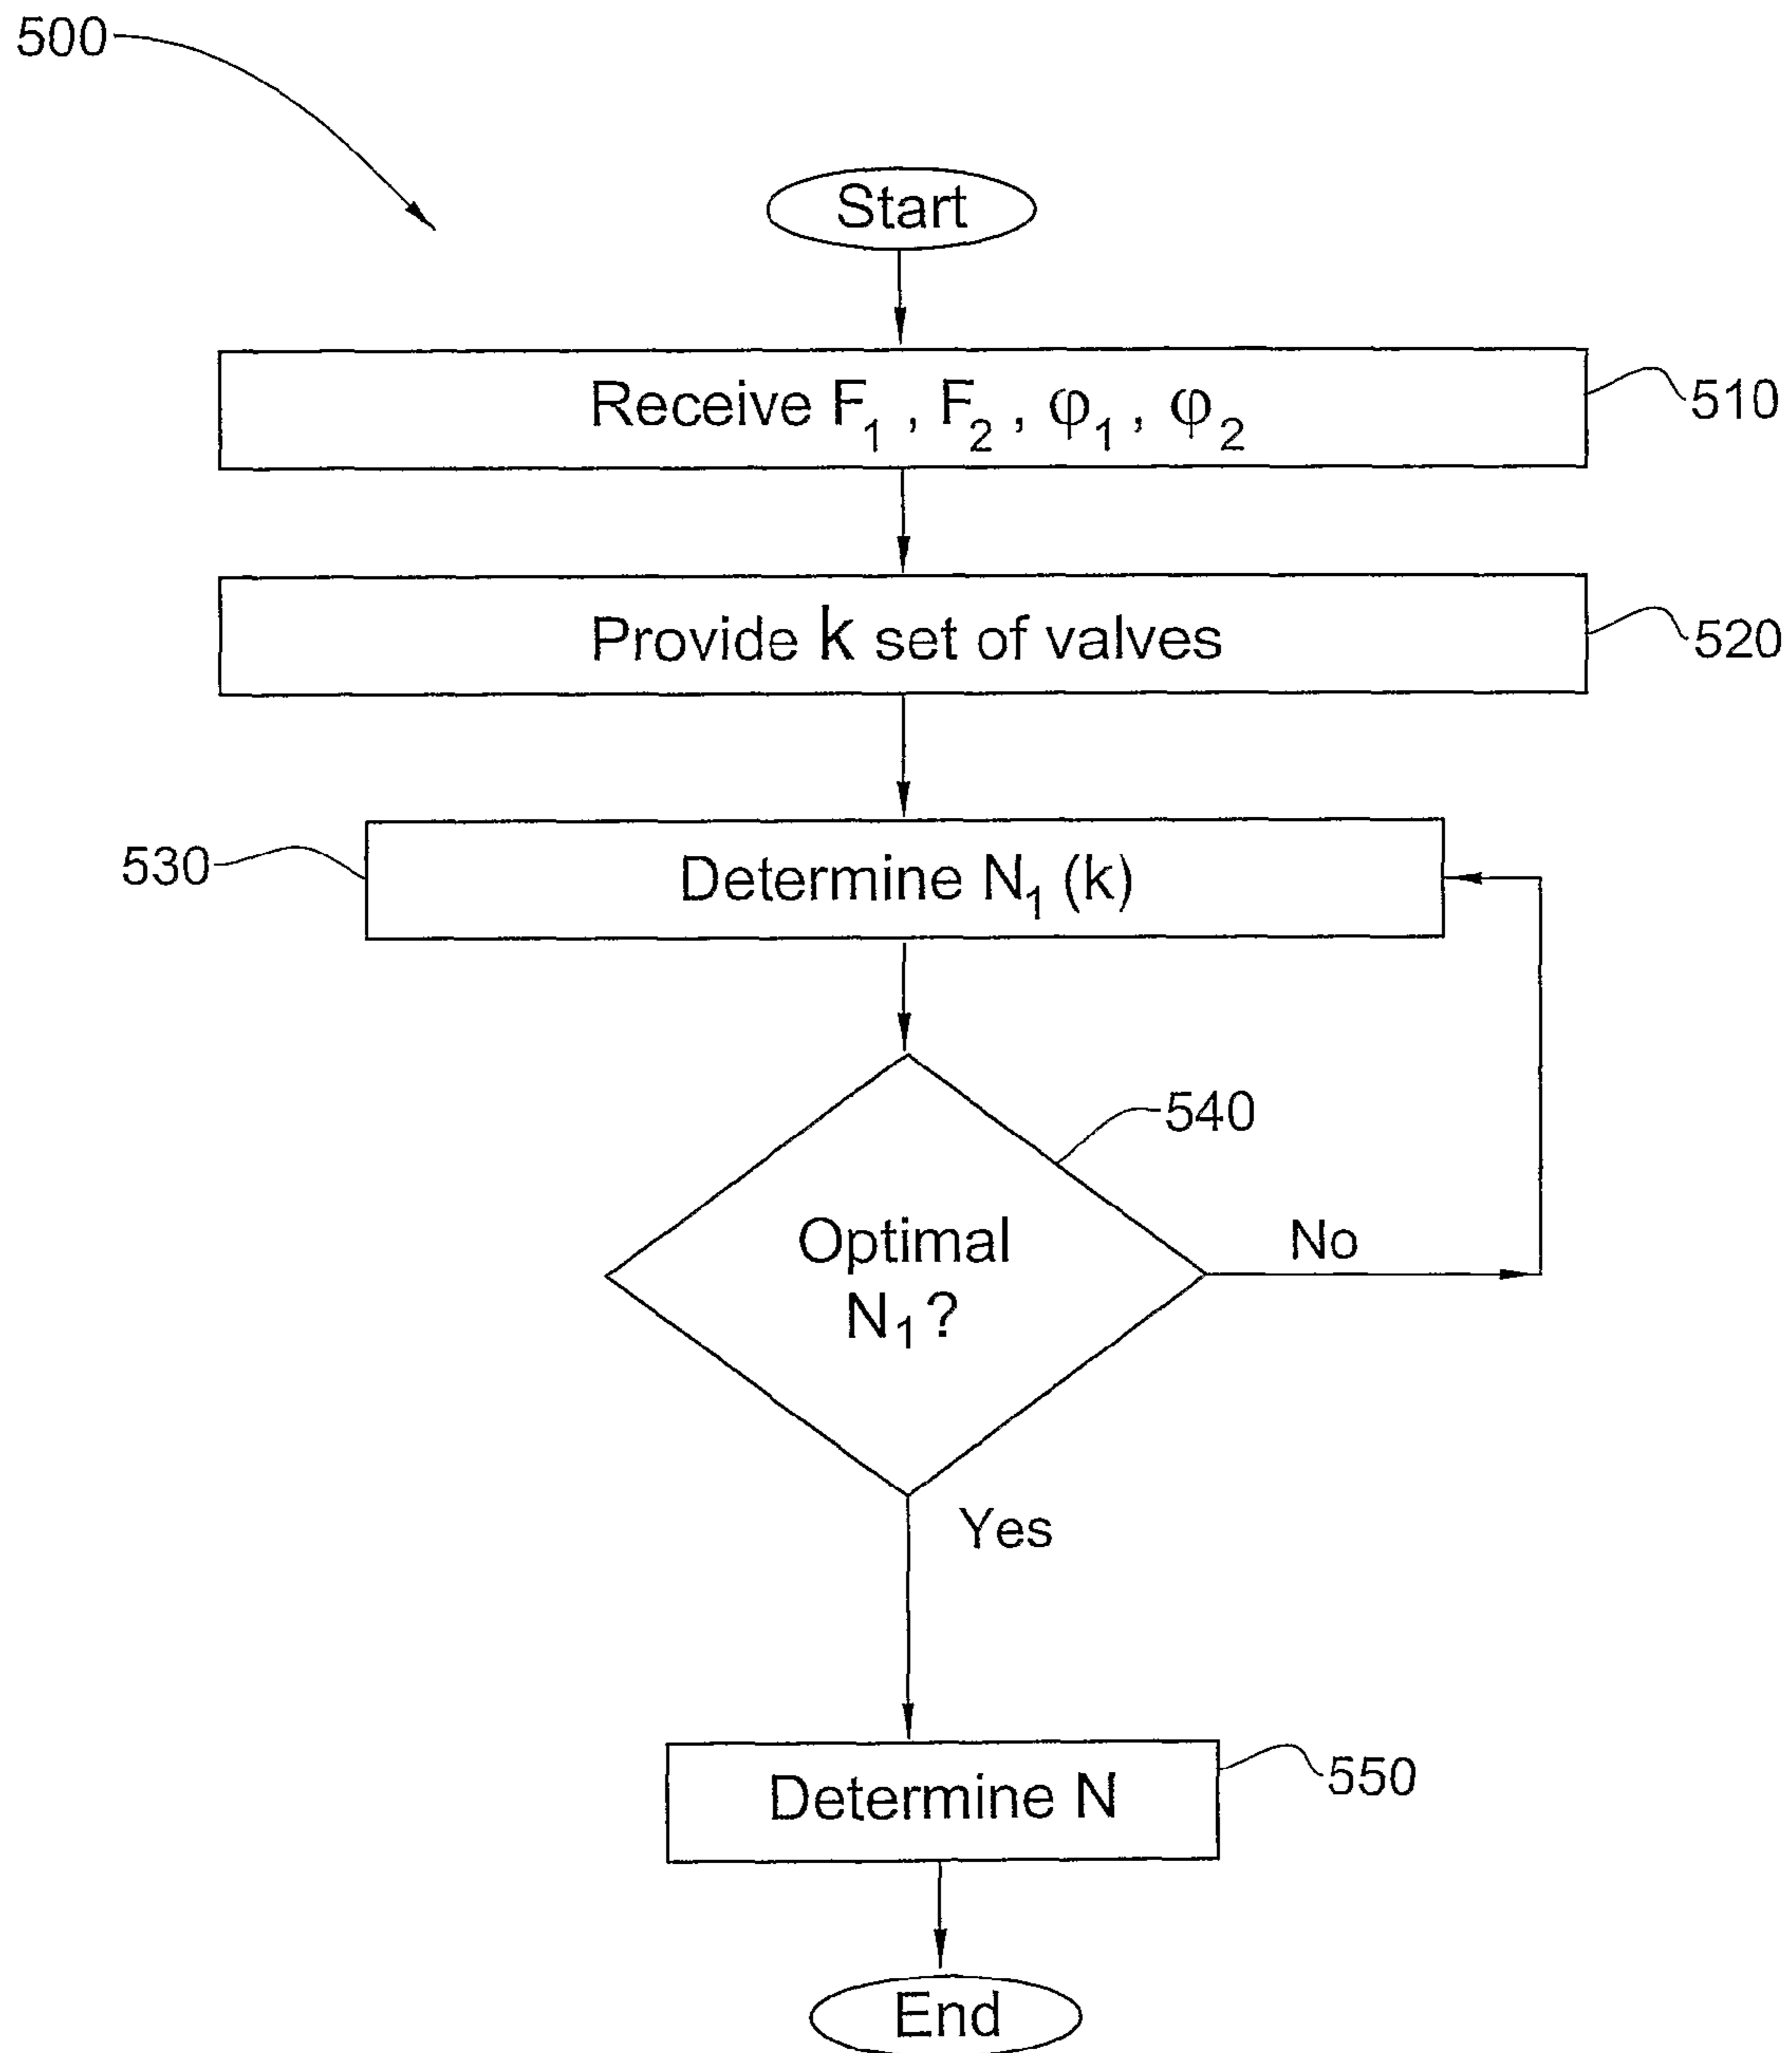 500
Start
Receive F₁, F₂, φ₁, φ₂
510
Provide k set of valves
520
530
Determine N₁ (k)
540
Optimal
N₁?
No
Yes
Determine N
550
End